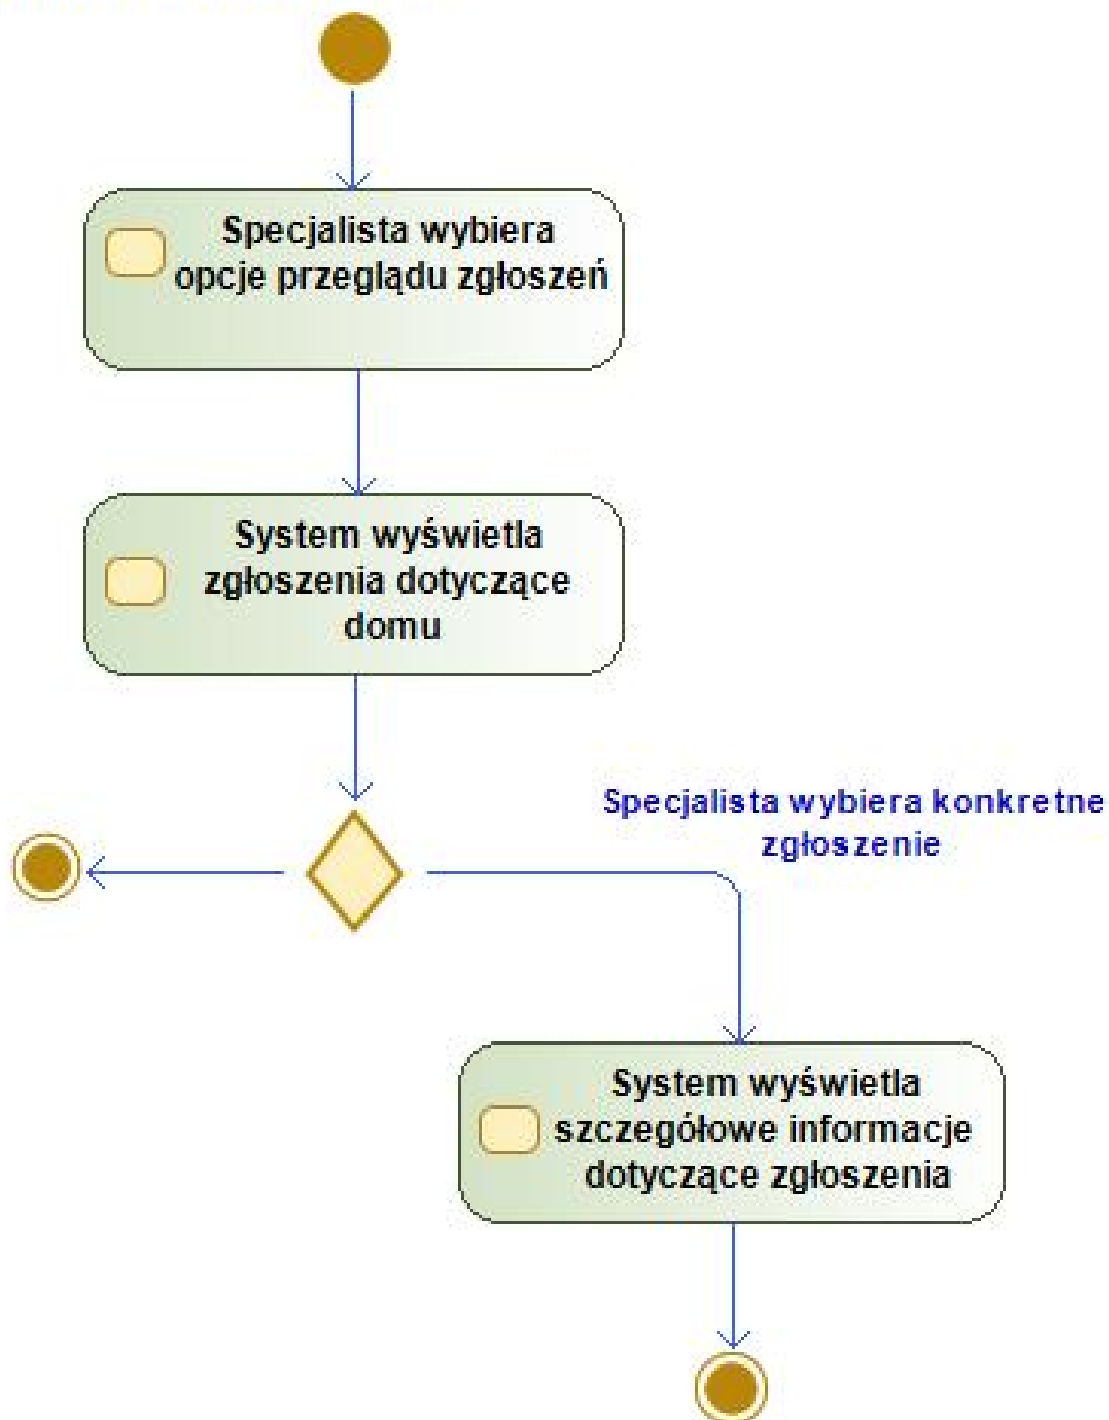 Specjalista wybiera
opcje przeglądu zgłoszeń
System wyświetla
zgłoszenia dotyczące
domu
Specjalista wybiera konkretne
zgłoszenie
System wyświetla
szczegółowe informacje
dotyczące zgłoszenia